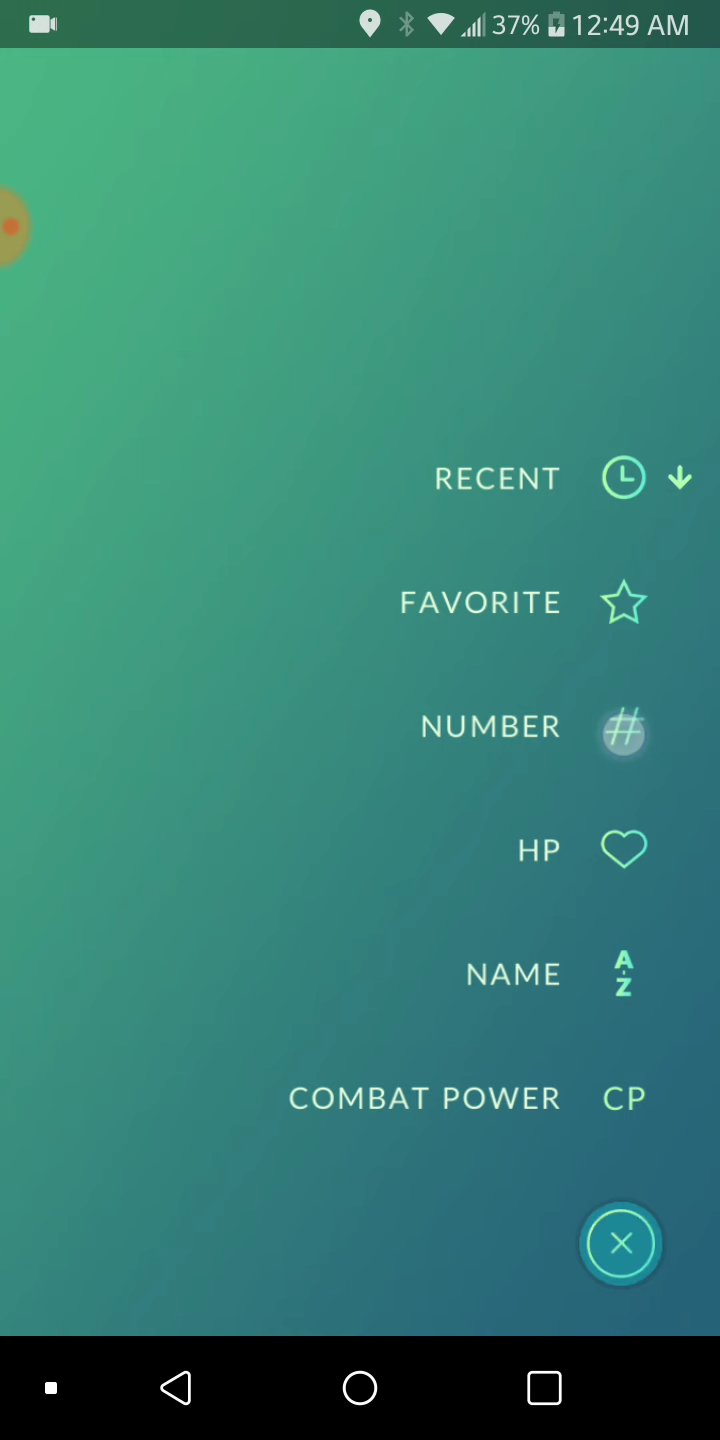 37% 12:49 AM
RECENT
FAVORITE
NUMBER #
HP
NAME A-Z
COMBAT POWER CP